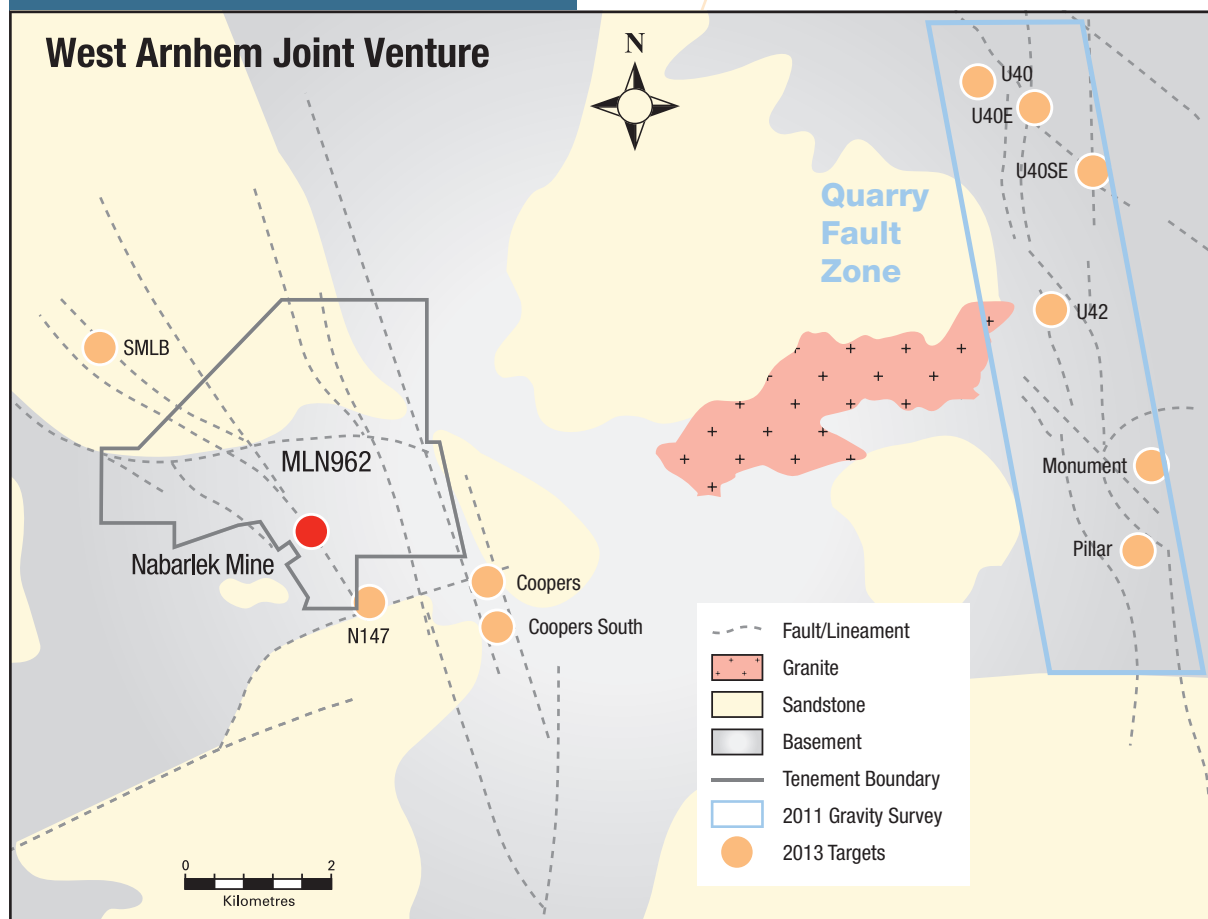 West Arnhem Joint Venture
N
U40
U40E
U40SE
Quarry
Fault
Zone
U42
SMLB
MLN962
Monument
Nabarlek Mine
Pillar
Coopers
N147
Coopers South
Fault/Lineament
Granite
Sandstone
Basement
Tenement Boundary
2011 Gravity Survey
2013 Targets
0 2
Kilometres